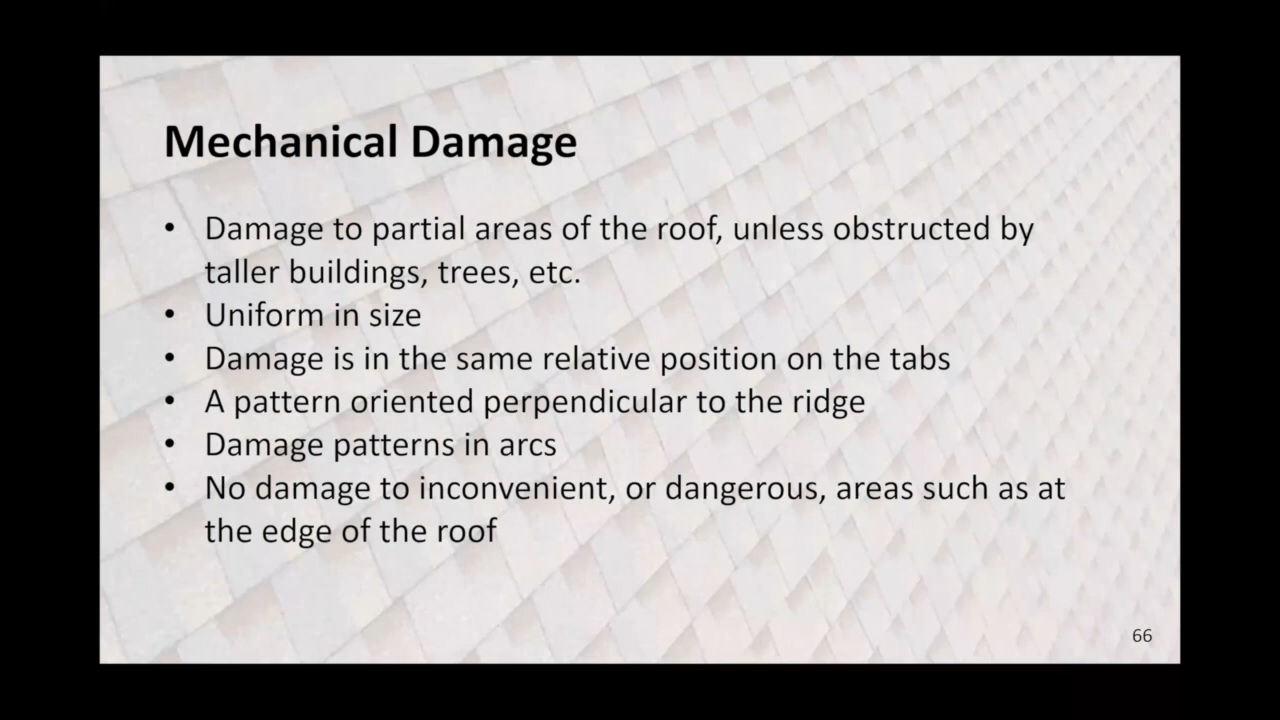 Mechanical Damage
• Damage to partial areas of the roof, unless obstructed by
taller buildings, trees, etc.
• Uniform in size
• Damage is in the same relative position on the tabs
• A pattern oriented perpendicular to the ridge
• Damage patterns in arcs
• No damage to inconvenient, or dangerous, areas such as at
the edge of the roof
66